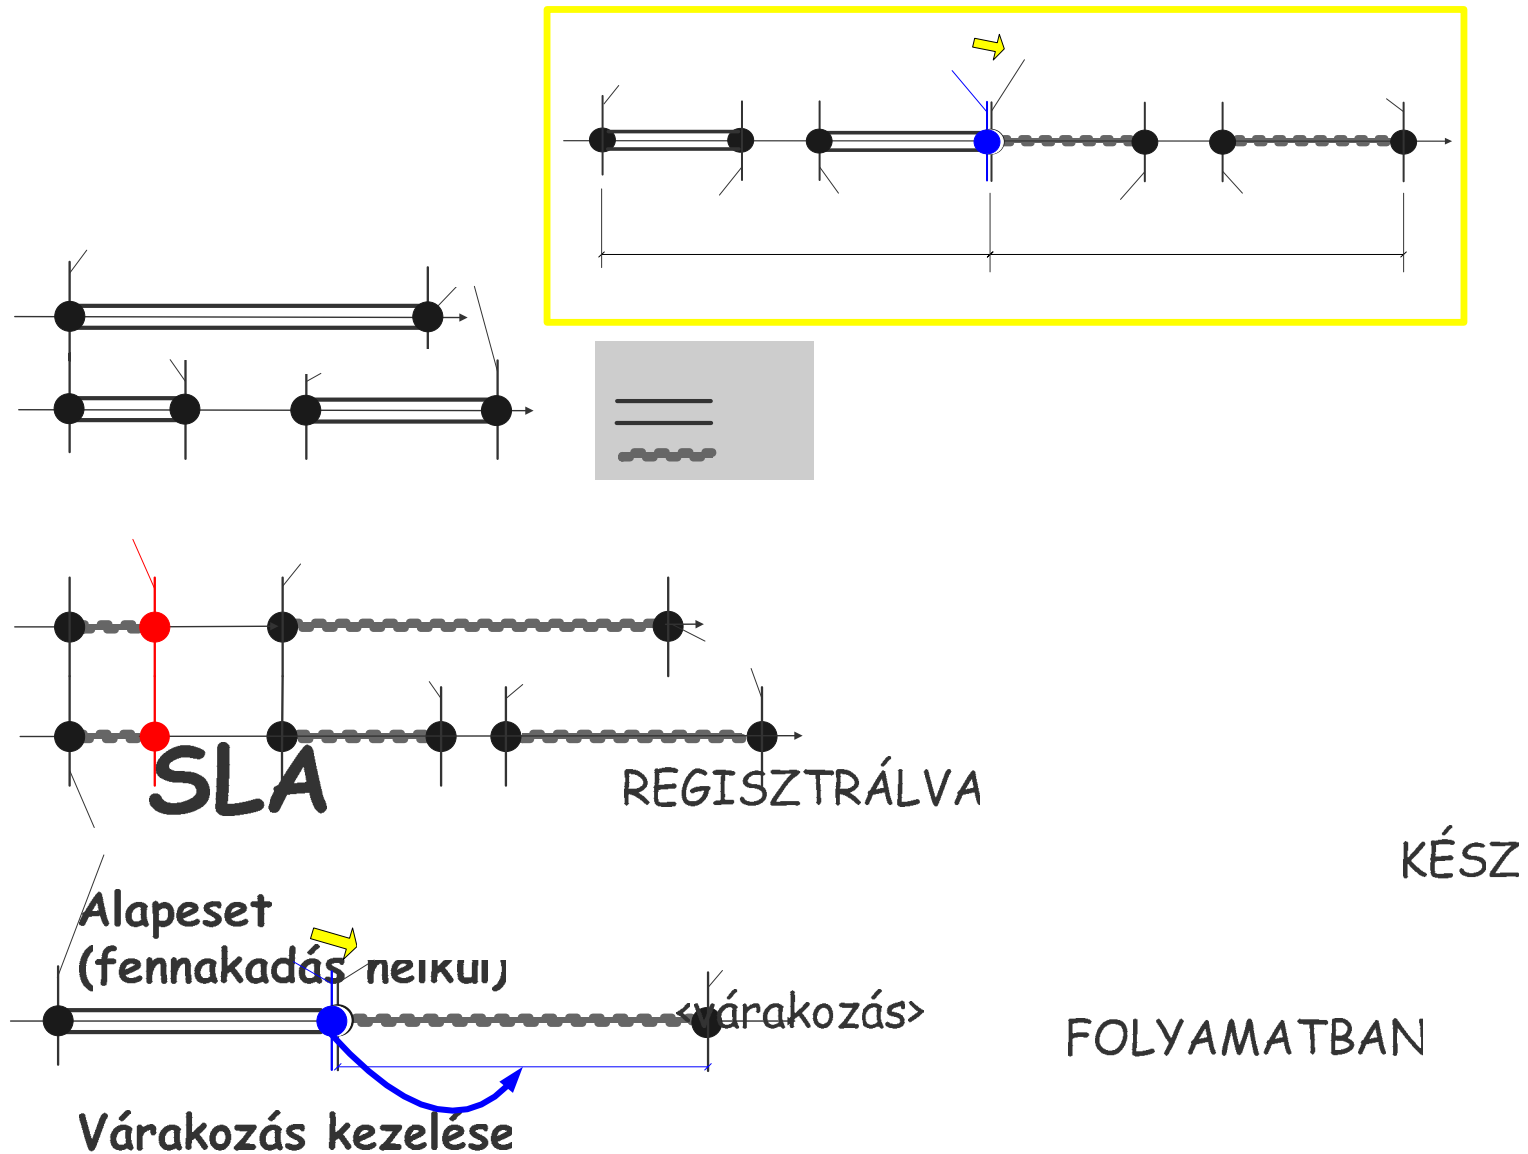 SLA
REGISZTRÁLVA
KÉSZ
Alapeset
(fennakadás nélkül)
<várakozás>
FOLYAMATBAN
Várakozás kezelése